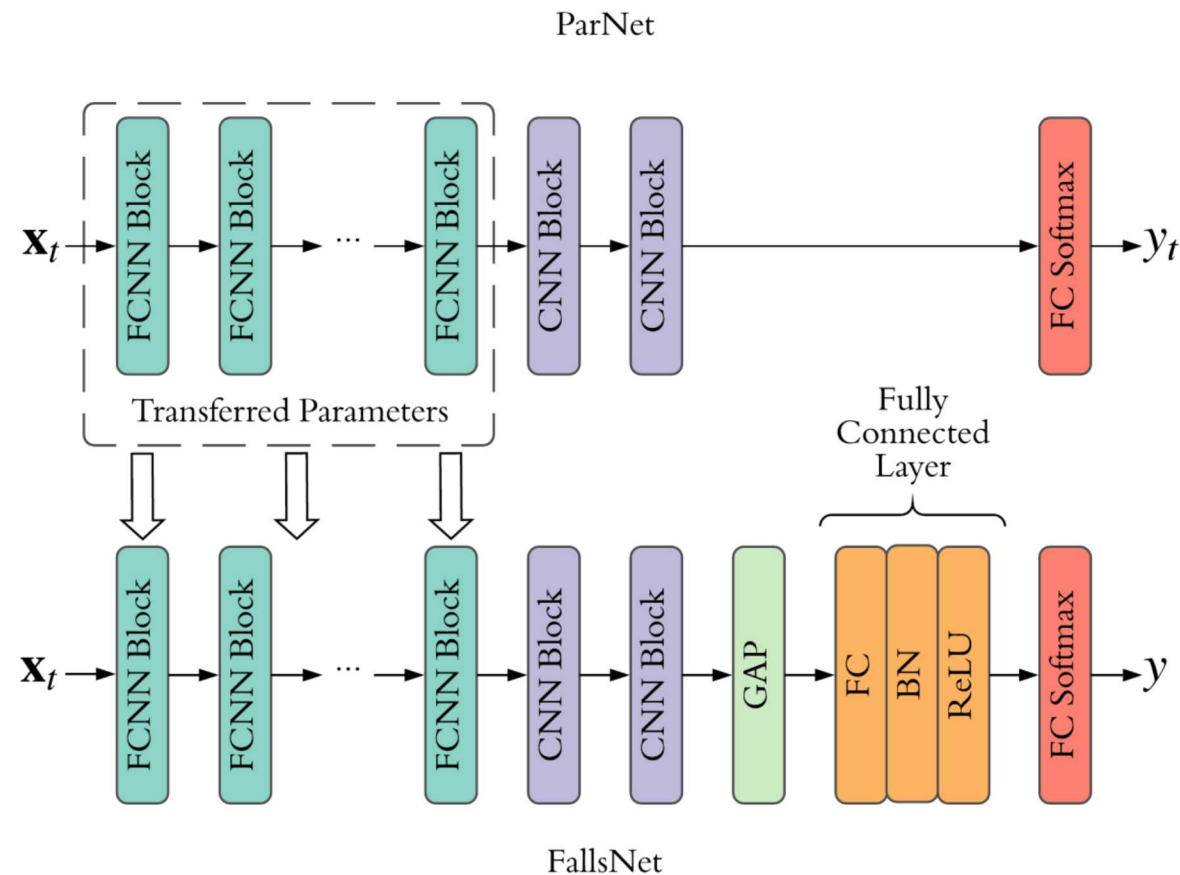 ParNet
x_t
FCNN Block
FCNN Block
...
FCNN Block
CNN Block
CNN Block
FC Softmax
y_t
Transferred Parameters
Fully
Connected
Layer
x_t
FCNN Block
FCNN Block
...
FCNN Block
CNN Block
CNN Block
GAP
FC
BN
ReLU
FC Softmax
y
FallsNet